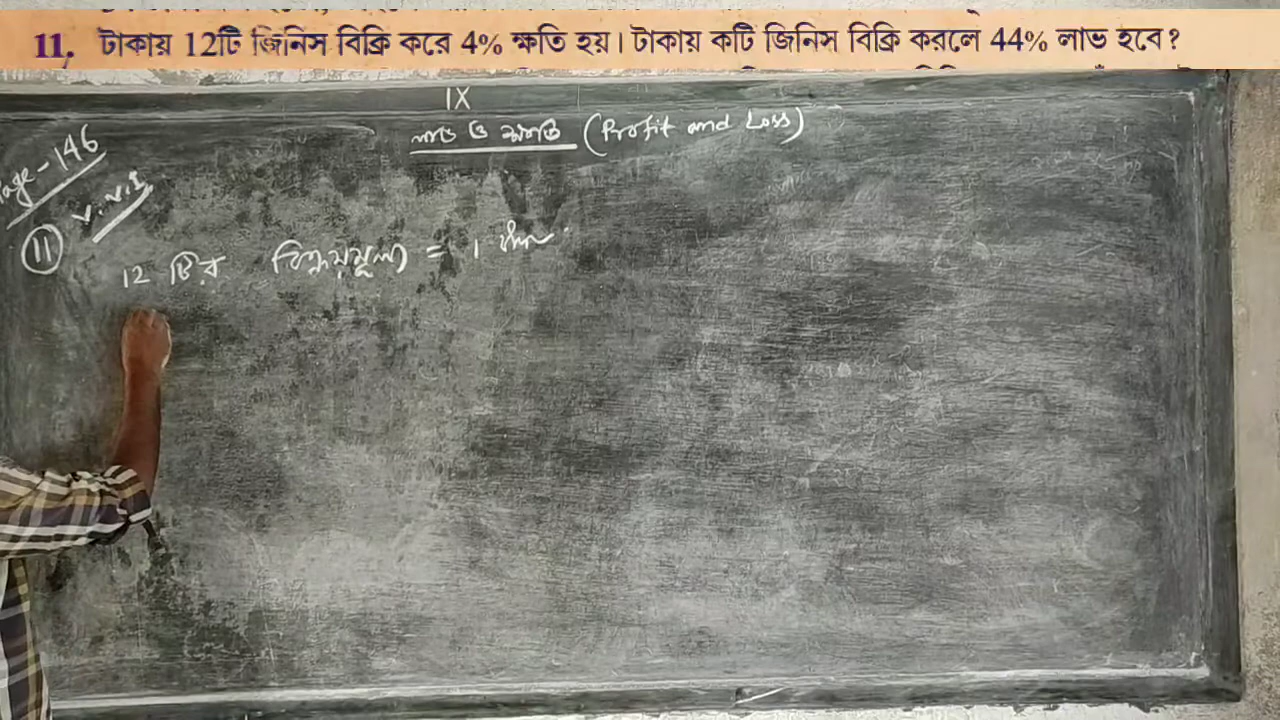 11. টাকায় 12টি জিনিস বিক্রি করে 4% ক্ষতি হয়। টাকায় কটি জিনিস বিক্রি করলে 44% লাভ হবে?
IX
লাভ ও ক্ষতি (Profit and Loss)
Page-146
V.V.I
11
12 টির বিক্রয়মূল্য = 1 টাকা